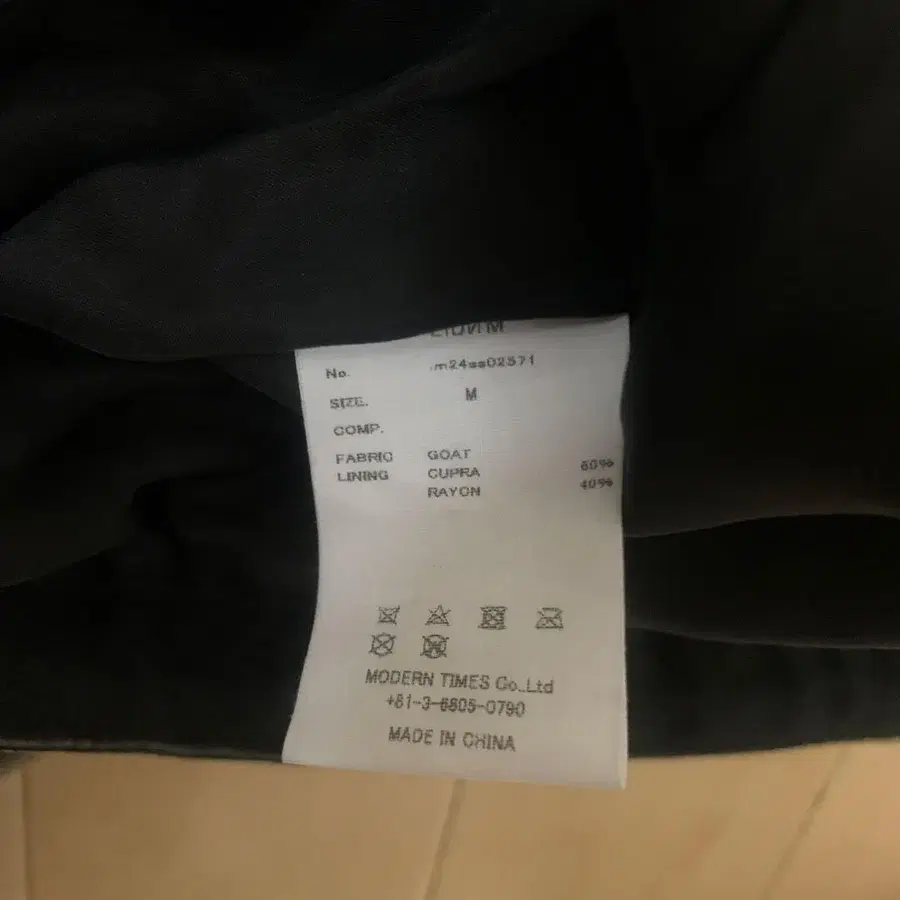 No. .m24ss02571
SIZE. M
COMP.
FABRIC GOAT
LINING CUPRA 60%
RAYON 40%
MODERN TIMES Co.,Ltd
+81-3-6805-0790
MADE IN CHINA